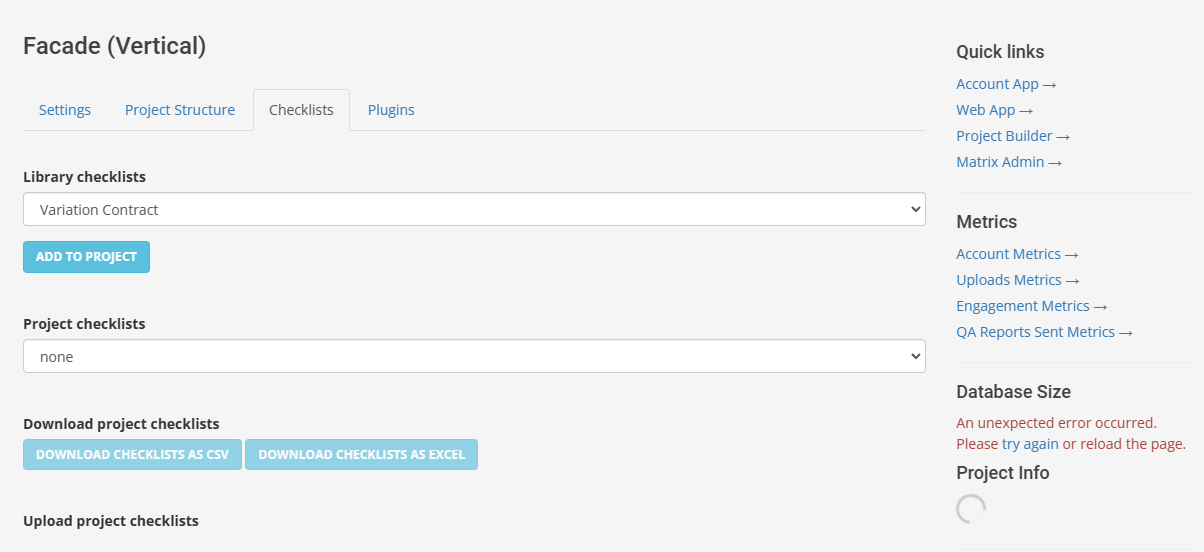 Facade (Vertical)
Settings
Project Structure
Checklists
Plugins
Library checklists
Variation Contract
ADD TO PROJECT
Project checklists
none
Download project checklists
DOWNLOAD CHECKLISTS AS CSV
DOWNLOAD CHECKLISTS AS EXCEL
Upload project checklists
Quick links
Account App →
Web App →
Project Builder →
Matrix Admin →
Metrics
Account Metrics →
Uploads Metrics →
Engagement Metrics →
QA Reports Sent Metrics →
Database Size
An unexpected error occurred.
Please try again or reload the page.
Project Info